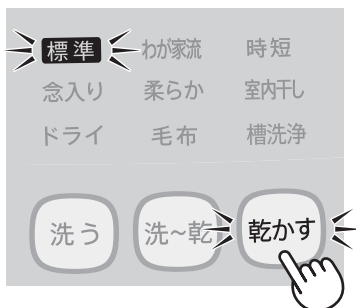 標準 わが家流 時短
念入り 柔らか 室内干し
ドライ 毛布 槽洗浄
洗う 洗~乾 乾かす